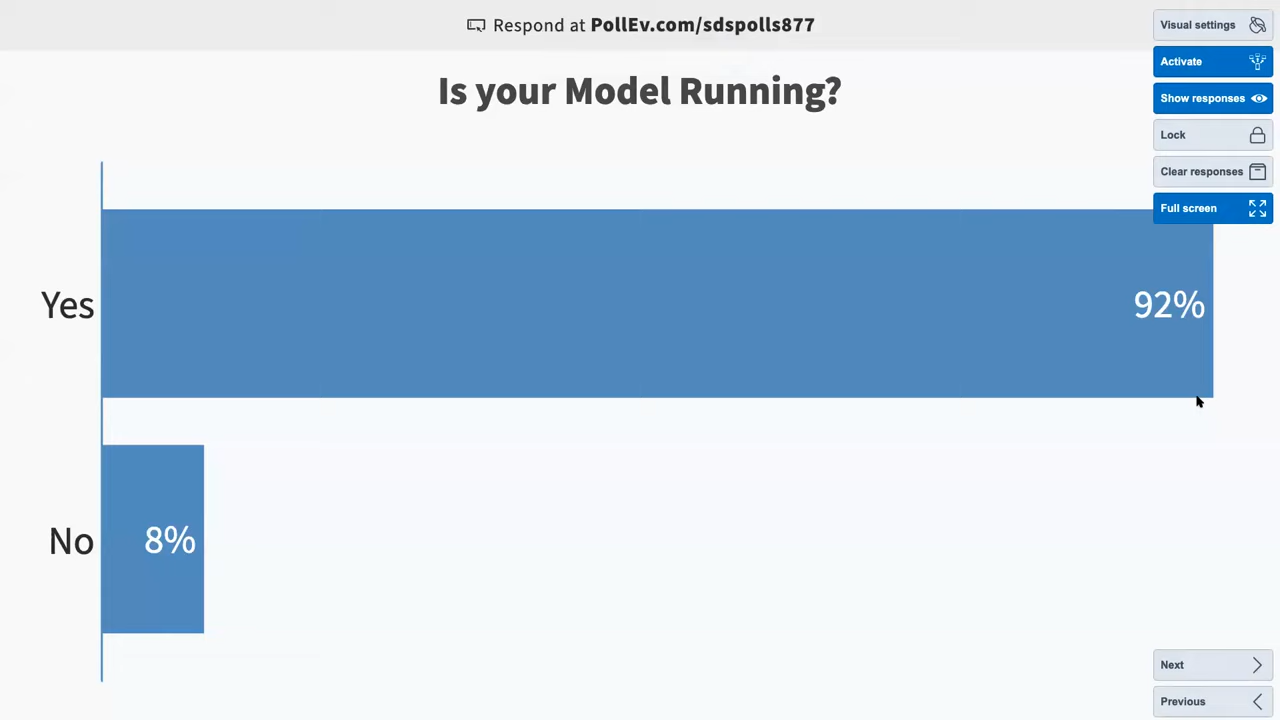 Respond at PollEv.com/sdspolls877
Visual settings
Is your Model Running?
Activate
Show responses
Lock
Clear responses
Full screen
Yes
92%
No
8%
Next
Previous